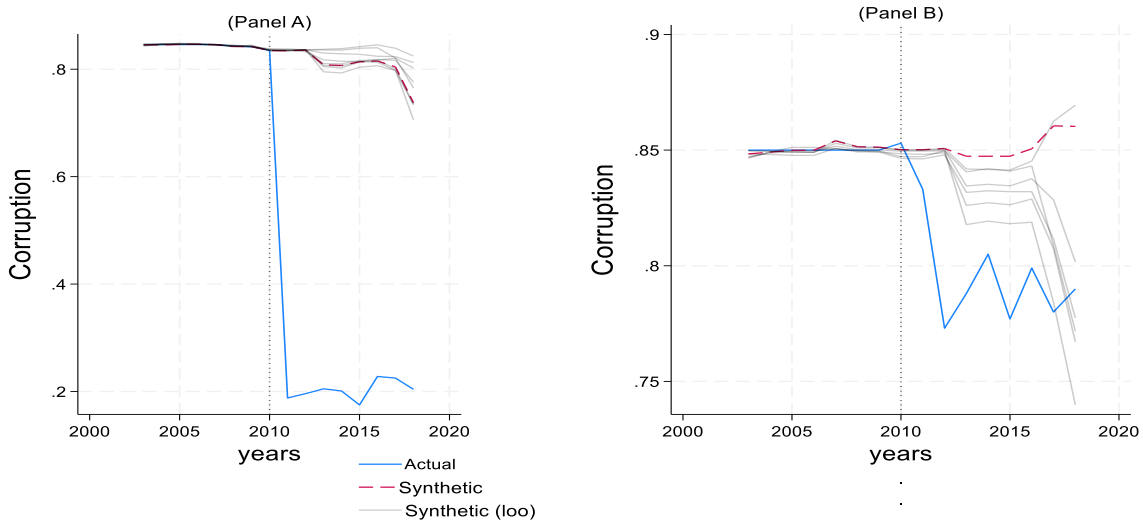 (Panel A)
.8
.6
.4
.2
Corruption
2000 2005 2010 2015 2020
years
Actual
Synthetic
Synthetic (loo)
(Panel B)
.9
.85
.8
.75
Corruption
2000 2005 2010 2015 2020
years